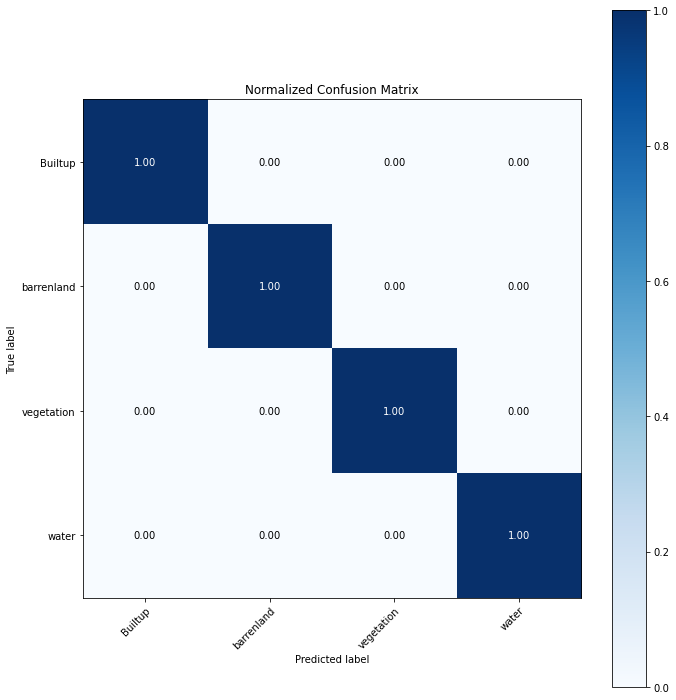 Normalized Confusion Matrix
1.0
0.8
0.6
0.4
0.2
0.0
True label
Builtup 1.00 0.00 0.00 0.00
barrenland 0.00 1.00 0.00 0.00
vegetation 0.00 0.00 1.00 0.00
water 0.00 0.00 0.00 1.00
Builtup barrenland vegetation water
Predicted label